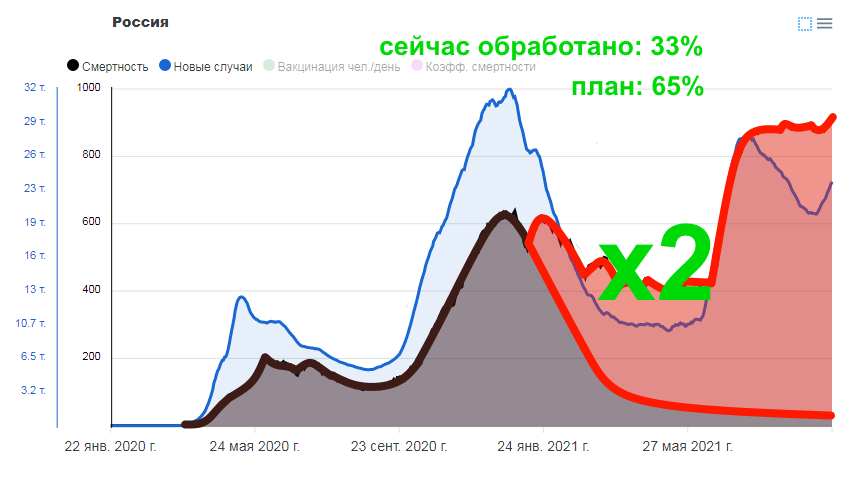 Россия
сейчас обработано: 33%
план: 65%
Смертность Новые случаи Вакцинация чел./день Коэфф. смертности
32 т. 1000
29 т.
26 т. 800
23 т.
19 т. 600
16 т.
13 т. 400
10.7 т.
6.5 т. 200
3.2 т.
x2
22 янв. 2020 г. 24 мая 2020 г. 23 сент. 2020 г. 24 янв. 2021 г. 27 мая 2021 г.